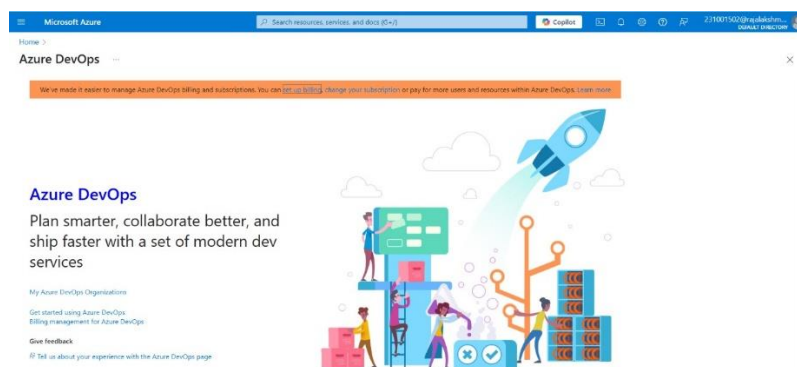 Microsoft Azure
Search resources, services, and docs (G+/)
Copilot
231001502@rajalakshm...
DEFAULT DIRECTORY
Home >
Azure DevOps ...
We've made it easier to manage Azure DevOps billing and subscriptions. You can set up billing, change your subscription or pay for more users and resources within Azure DevOps. Learn more
Azure DevOps
Plan smarter, collaborate better, and
ship faster with a set of modern dev
services
My Azure DevOps Organizations
Get started using Azure DevOps
Billing management for Azure DevOps
Give feedback
Tell us about your experience with the Azure DevOps page